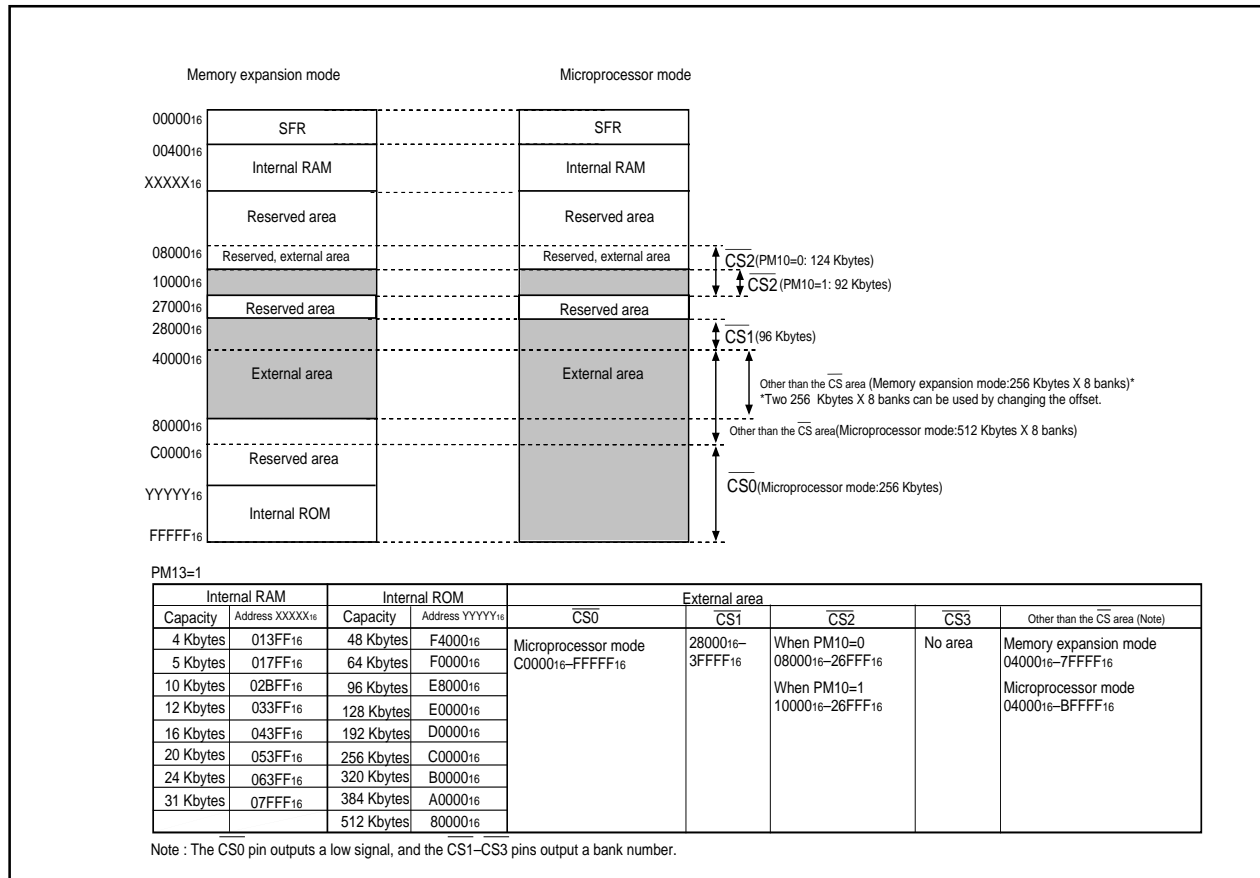 Memory expansion mode
Microprocessor mode
0000016
SFR
SFR
0040016
Internal RAM
Internal RAM
XXXXX16
Reserved area
Reserved area
0800016
Reserved, external area
Reserved, external area
CS2(PM10=0: 124 Kbytes)
1000016
CS2(PM10=1: 92 Kbytes)
2700016
Reserved area
Reserved area
2800016
CS1(96 Kbytes)
4000016
External area
External area
Other than the CS area (Memory expansion mode:256 Kbytes X 8 banks)*
*Two 256 Kbytes X 8 banks can be used by changing the offset.
8000016
Other than the CS area(Microprocessor mode:512 Kbytes X 8 banks)
C000016
Reserved area
YYYYY16
CS0(Microprocessor mode:256 Kbytes)
Internal ROM
FFFFF16
PM13=1
Internal RAM Internal ROM External area
Capacity Address XXXXX16 Capacity Address YYYYY16 CS0 CS1 CS2 CS3 Other than the CS area (Note)
4 Kbytes 013FF16 48 Kbytes F400016 Microprocessor mode 2800016– When PM10=0 No area Memory expansion mode
5 Kbytes 017FF16 64 Kbytes F000016 C000016–FFFFF16 3FFFF16 0800016–26FFF16 0400016–7FFFF16
10 Kbytes 02BFF16 96 Kbytes E800016 When PM10=1 Microprocessor mode
12 Kbytes 033FF16 128 Kbytes E000016 1000016–26FFF16 0400016–BFFFF16
16 Kbytes 043FF16 192 Kbytes D000016
20 Kbytes 053FF16 256 Kbytes C000016
24 Kbytes 063FF16 320 Kbytes B000016
31 Kbytes 07FFF16 384 Kbytes A000016
512 Kbytes 8000016
Note : The CS0 pin outputs a low signal, and the CS1–CS3 pins output a bank number.